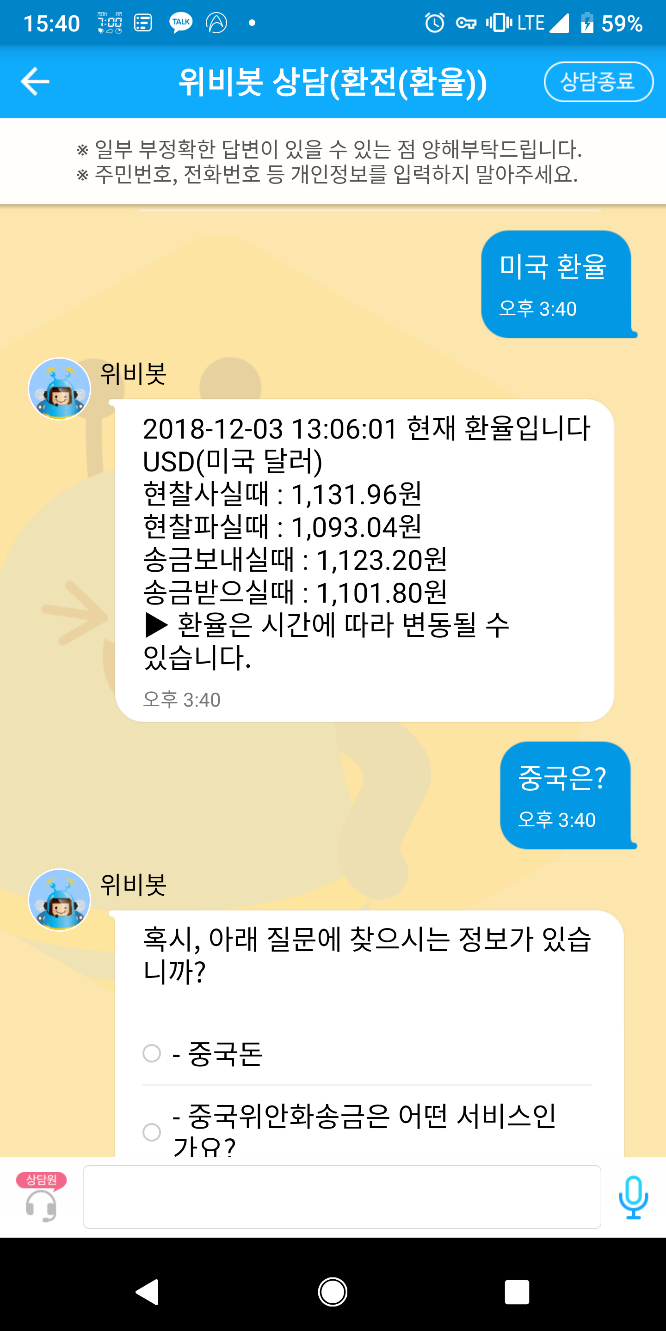 15:40
7:00
TALK
LTE
59%
위비봇 상담(환전(환율))
상담종료
※ 일부 부정확한 답변이 있을 수 있는 점 양해부탁드립니다.
※ 주민번호, 전화번호 등 개인정보를 입력하지 말아주세요.
미국 환율
오후 3:40
위비봇
2018-12-03 13:06:01 현재 환율입니다
USD(미국 달러)
현찰사실때 : 1,131.96원
현찰파실때 : 1,093.04원
송금보내실때 : 1,123.20원
송금받으실때 : 1,101.80원
▶ 환율은 시간에 따라 변동될 수
있습니다.
오후 3:40
중국은?
오후 3:40
위비봇
혹시, 아래 질문에 찾으시는 정보가 있습
니까?
- 중국돈
- 중국위안화송금은 어떤 서비스인
가요?
상담원